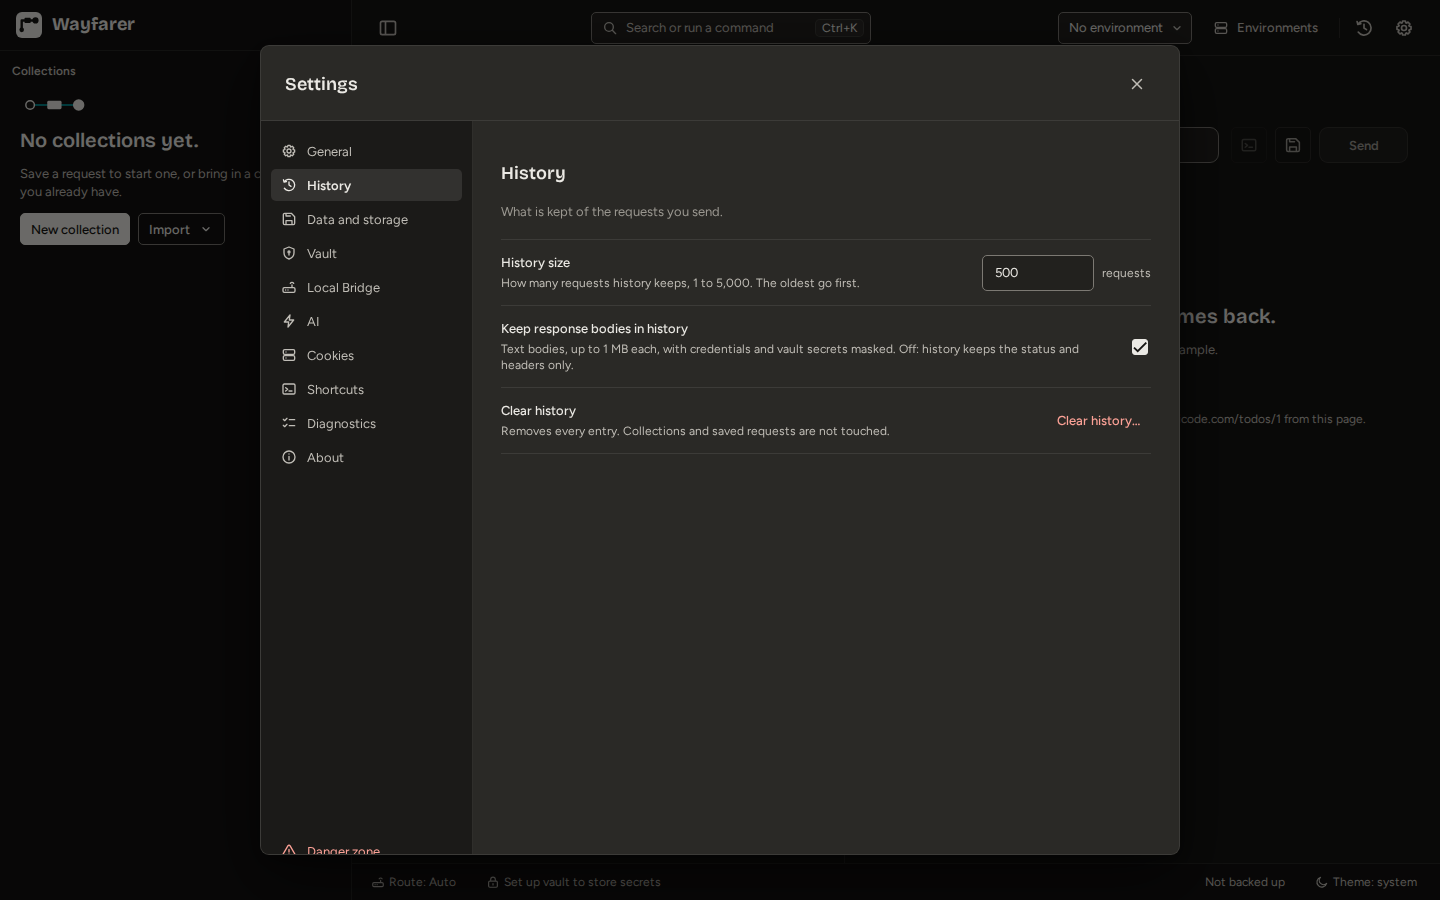 Wayfarer
Search or run a command
Ctrl+K
No environment
Environments
Collections
No collections yet.
Save a request to start one, or bring in a c
you already have.
New collection
Import
Send
mes back.
ample.
code.com/todos/1 from this page.
Settings
General
History
Data and storage
Vault
Local Bridge
AI
Cookies
Shortcuts
Diagnostics
About
Danger zone
History
What is kept of the requests you send.
History size
How many requests history keeps, 1 to 5,000. The oldest go first.
500
requests
Keep response bodies in history
Text bodies, up to 1 MB each, with credentials and vault secrets masked. Off: history keeps the status and
headers only.
Clear history
Removes every entry. Collections and saved requests are not touched.
Clear history...
Route: Auto
Set up vault to store secrets
Not backed up
Theme: system